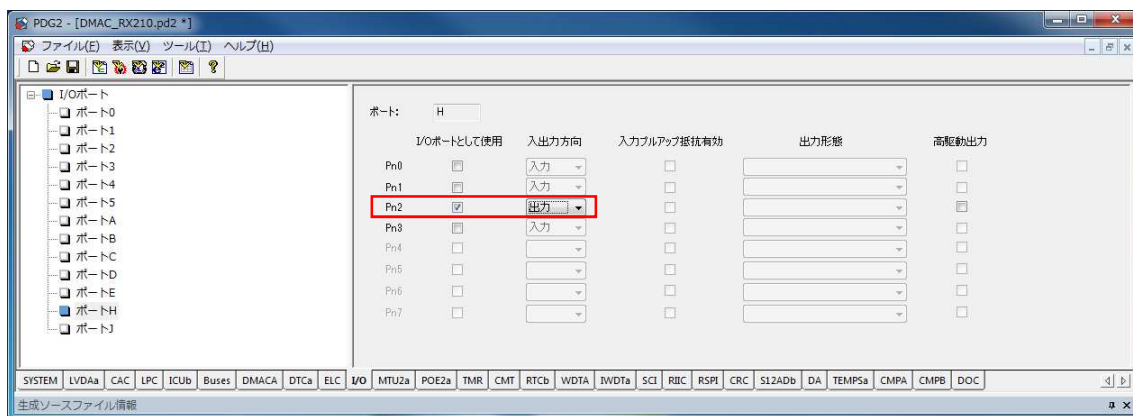 PDG2 - [DMAC_RX210.pd2 *]
ファイル(F) 表示(V) ツール(T) ヘルプ(H)
I/Oポート
ポート0
ポート1
ポート2
ポート3
ポート4
ポート5
ポートA
ポートB
ポートC
ポートD
ポートE
ポートH
ポートJ
ポート: H
I/Oポートとして使用 入出力方向 入力プルアップ抵抗有効 出力形態 高駆動出力
Pn0 入力
Pn1 入力
Pn2 出力
Pn3 入力
Pn4
Pn5
Pn6
Pn7
SYSTEM LVDAa CAC LPC ICUb Buses DMACA DTCa ELC I/O MTU2a POE2a TMR CMT RTCb WDTA IWDTa SCI RIIC RSPI CRC S12ADb DA TEMPSa CMPA CMPB DOC
生成ソースファイル情報